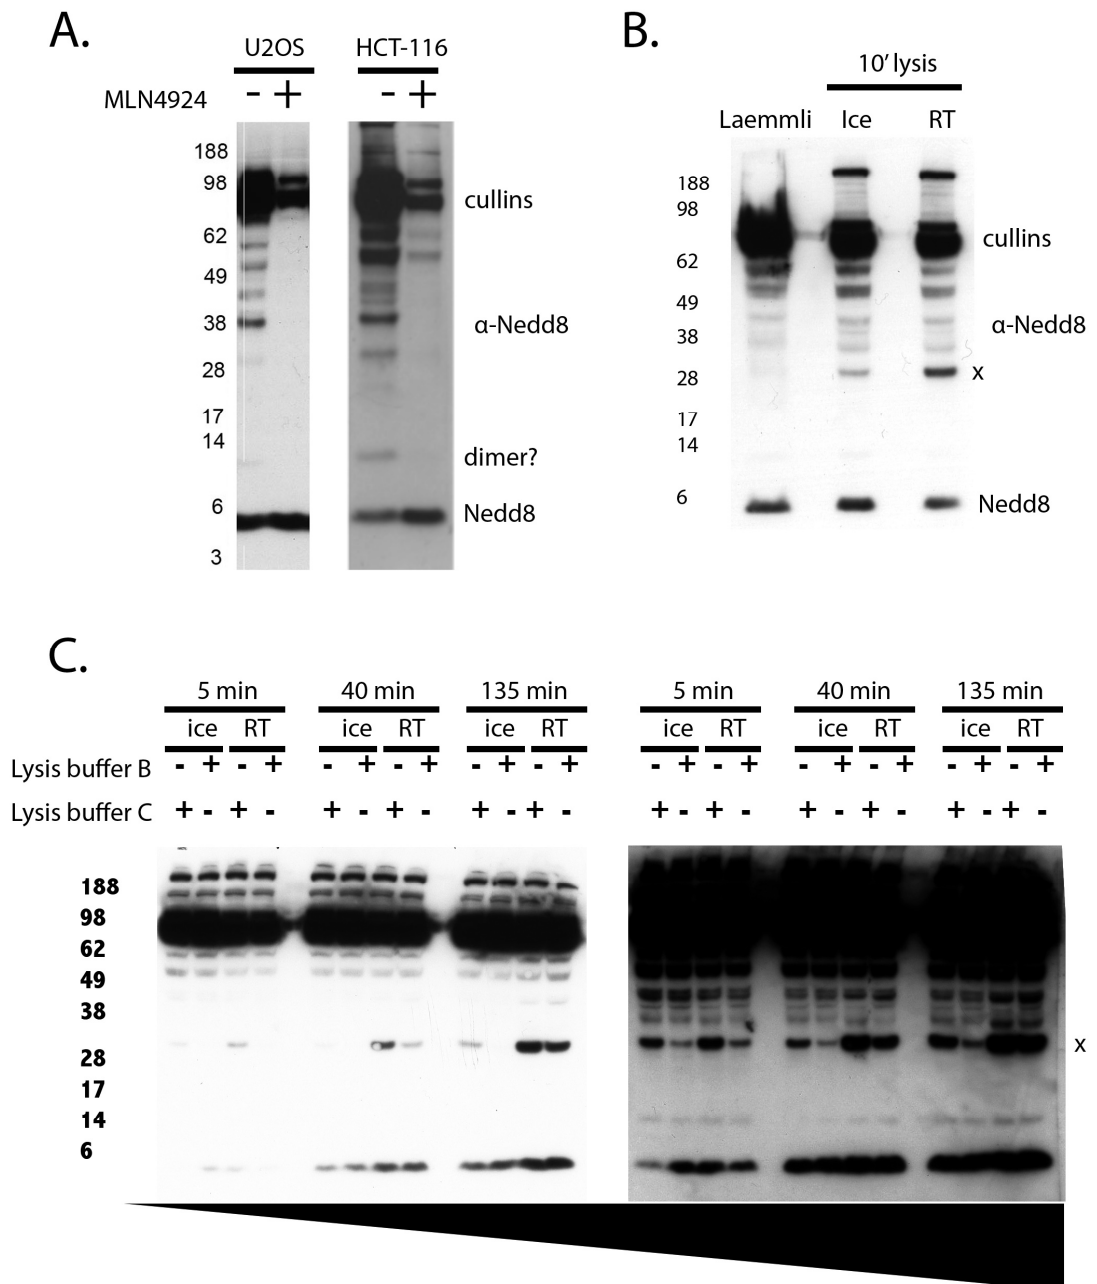 A.
U2OS HCT-116
MLN4924 - + - +
188
98
cullins
62
49
38
α-Nedd8
28
17
14
dimer?
6
Nedd8
3
B.
10’ lysis
Laemmli Ice RT
188
98
cullins
62
49
α-Nedd8
38
28
x
17
14
6
Nedd8
C.
5 min 40 min 135 min 5 min 40 min 135 min
ice RT ice RT ice RT ice RT ice RT ice RT
Lysis buffer B - + - + - + - + - + - + - + - + - + - + - + - +
Lysis buffer C + - + - + - + - + - + - + - + - + - + - + - + -
188
98
62
49
38
28
x
17
14
6